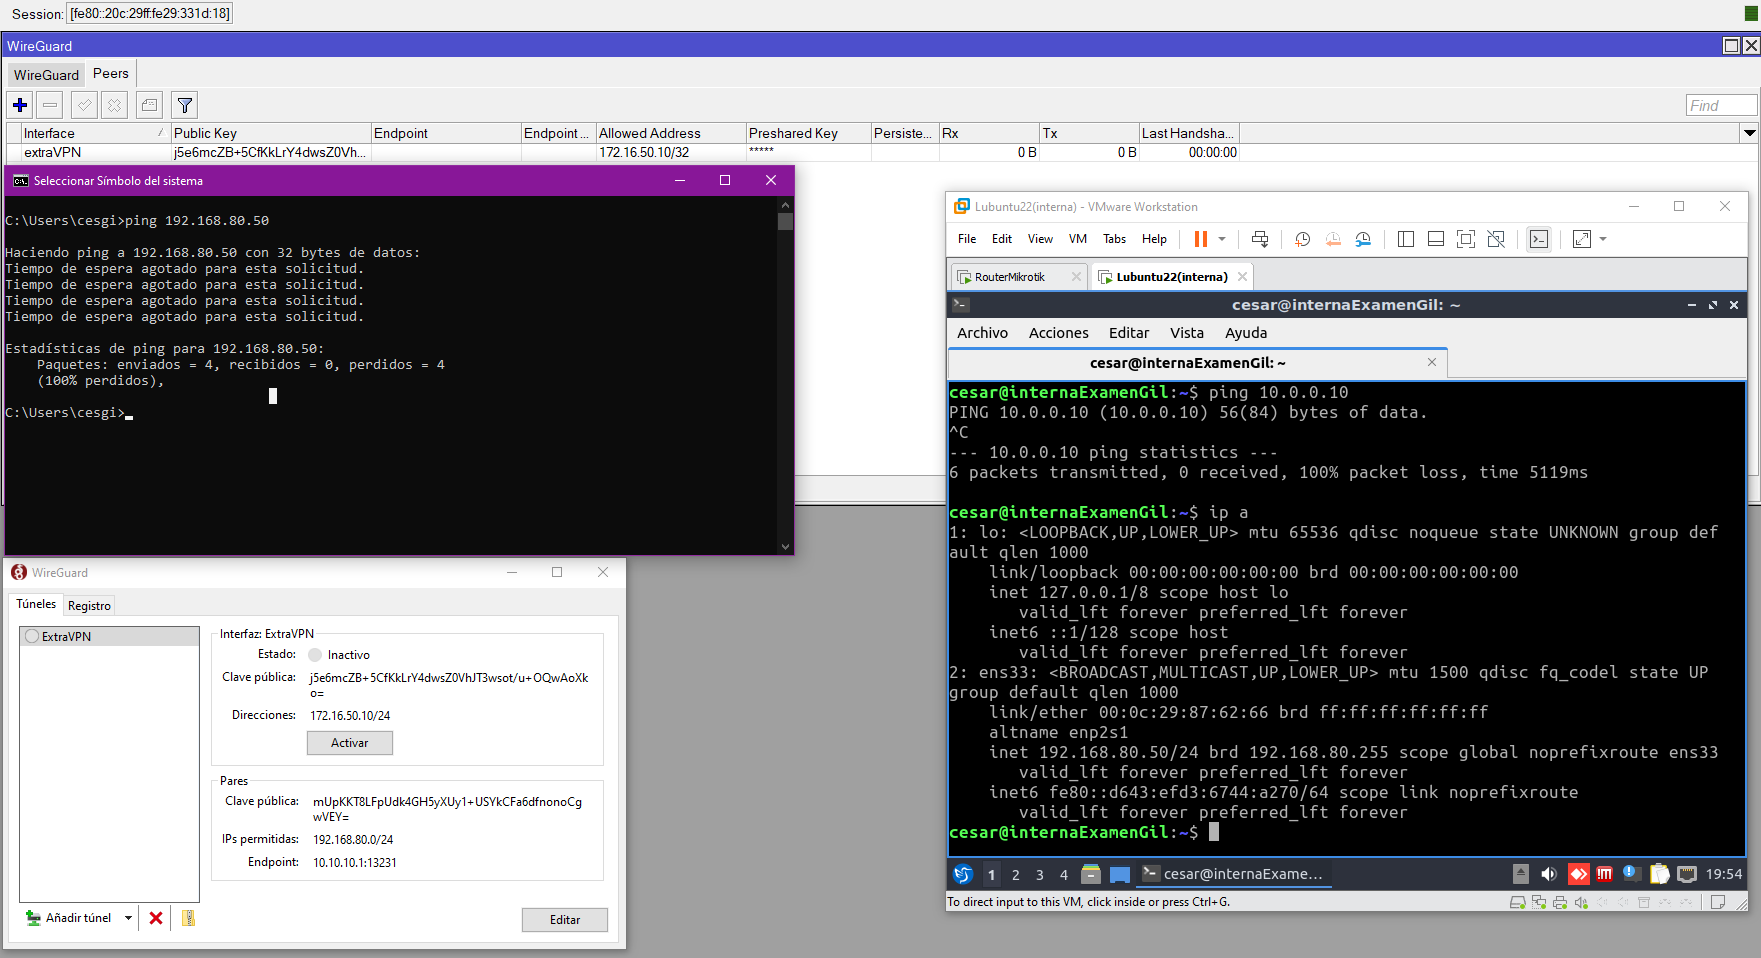 Session: [fe80::20c:29ff:fe29:331d:18]
WireGuard
WireGuard Peers
Find
Interface Public Key Endpoint Endpoint ... Allowed Address Preshared Key Persiste... Rx Tx Last Handsha...
extraVPN j5e6mcZB+5CfKkLrY4dwsZ0Vh... 172.16.50.10/32 ***** 0 B 0 B 00:00:00
Seleccionar Símbolo del sistema
C:\Users\cesgi>ping 192.168.80.50
Haciendo ping a 192.168.80.50 con 32 bytes de datos:
Tiempo de espera agotado para esta solicitud.
Tiempo de espera agotado para esta solicitud.
Tiempo de espera agotado para esta solicitud.
Tiempo de espera agotado para esta solicitud.
Estadísticas de ping para 192.168.80.50:
Paquetes: enviados = 4, recibidos = 0, perdidos = 4
(100% perdidos),
C:\Users\cesgi>
WireGuard
Túneles Registro
ExtraVPN
Interfaz: ExtraVPN
Estado: Inactivo
Clave pública: j5e6mcZB+5CfKkLrY4dwsZ0VhJT3wsot/u+OQwAoXk
o=
Direcciones: 172.16.50.10/24
Activar
Pares
Clave pública: mUpKKT8LFpUdk4GH5yXUy1+USYkCFa6dfnonoCg
wVEY=
IPs permitidas: 192.168.80.0/24
Endpoint: 10.10.10.1:13231
Añadir túnel
Editar
Lubuntu22(interna) - VMware Workstation
File Edit View VM Tabs Help
RouterMikrotik Lubuntu22(interna)
cesar@internaExamenGil: ~
Archivo Acciones Editar Vista Ayuda
cesar@internaExamenGil: ~
cesar@internaExamenGil:~$ ping 10.0.0.10
PING 10.0.0.10 (10.0.0.10) 56(84) bytes of data.
^C
--- 10.0.0.10 ping statistics ---
6 packets transmitted, 0 received, 100% packet loss, time 5119ms
cesar@internaExamenGil:~$ ip a
1: lo: <LOOPBACK,UP,LOWER_UP> mtu 65536 qdisc noqueue state UNKNOWN group def
ault qlen 1000
link/loopback 00:00:00:00:00:00 brd 00:00:00:00:00:00
inet 127.0.0.1/8 scope host lo
valid_lft forever preferred_lft forever
inet6 ::1/128 scope host
valid_lft forever preferred_lft forever
2: ens33: <BROADCAST,MULTICAST,UP,LOWER_UP> mtu 1500 qdisc fq_codel state UP
group default qlen 1000
link/ether 00:0c:29:87:62:66 brd ff:ff:ff:ff:ff:ff
altname enp2s1
inet 192.168.80.50/24 brd 192.168.80.255 scope global noprefixroute ens33
valid_lft forever preferred_lft forever
inet6 fe80::d643:efd3:6744:a270/64 scope link noprefixroute
valid_lft forever preferred_lft forever
cesar@internaExamenGil:~$
1 2 3 4 cesar@internaExame... 19:54
To direct input to this VM, click inside or press Ctrl+G.